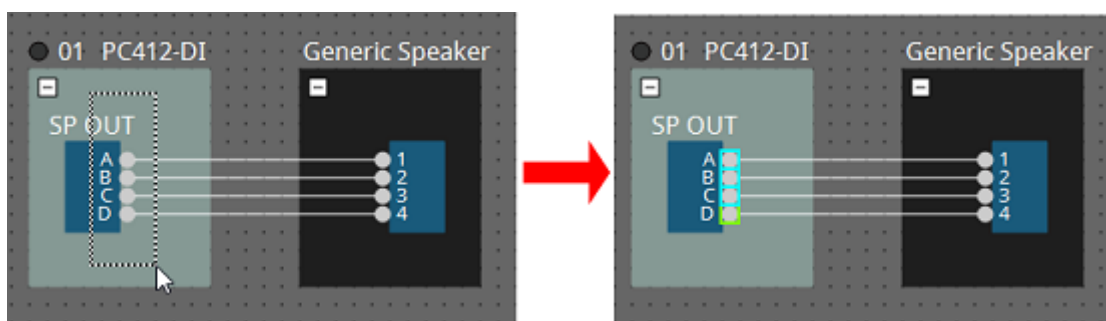 01 PC412-DI
Generic Speaker
SP OUT
A
B
C
D
1
2
3
4
01 PC412-DI
Generic Speaker
SP OUT
A
B
C
D
1
2
3
4